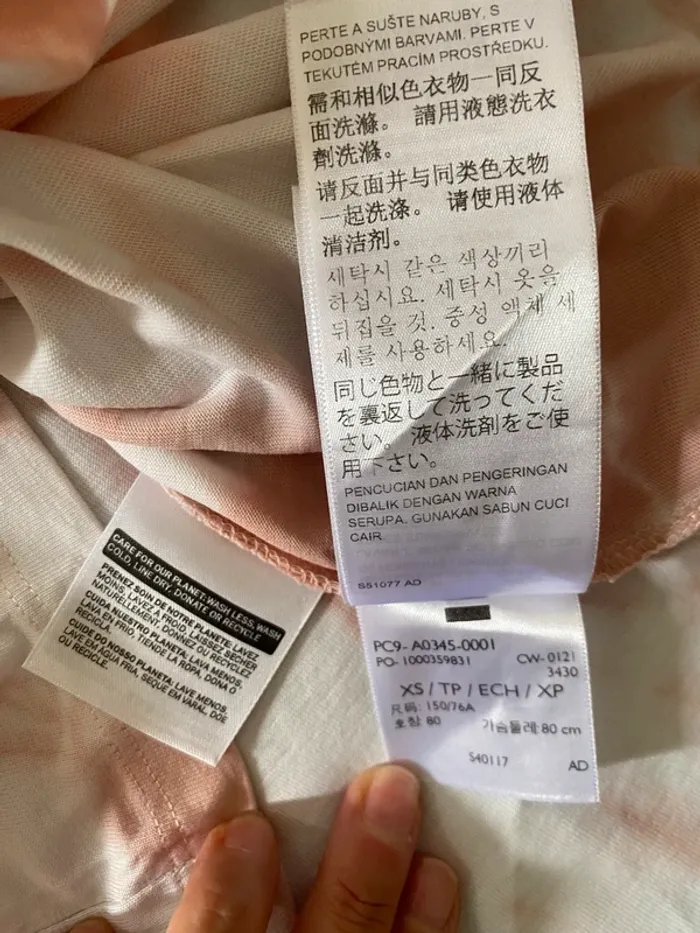 PERTE A SUŠTE NARUBY, S
PODOBNÝMI BARVAMI. PERTE V
TEKUTÉM PRACÍM PROSTŘEDKU.
需和相似色衣物一同反
面洗滌。 請用液態洗衣
劑洗滌。
请反面并与同类色衣物
一起洗涤。 请使用液体
清洁剂。
세탁시 같은 색상끼리
하십시요. 세탁시 옷을
뒤집을 것. 중성 액체 세
제를 사용하세요.
同じ色物と一緒に製品
を裏返して洗ってくだ
さい。 液体洗剤をご使
用下さい。
PENCUCIAN DAN PENGERINGAN
DIBALIK DENGAN WARNA
SERUPA. GUNAKAN SABUN CUCI
CAIR
S51077 AD
CARE FOR OUR PLANET: WASH LESS, WASH
COLD, LINE DRY, DONATE OR RECYCLE
PRENEZ SOIN DE NOTRE PLANÈTE: LAVEZ
MOINS, LAVEZ À FROID, LAISSEZ SÉCHER
NATURELLEMENT, DONNEZ OU RECYCLEZ
CUIDA NUESTRO PLANETA: LAVA MENOS,
LAVA EN FRÍO, TIENDE LA ROPA, DONA O
RECICLA
CUIDE DO NOSSO PLANETA: LAVE MENOS,
LAVE EM ÁGUA FRIA, SEQUE EM VARAL, DOE
OU RECICLE.
PC9- A0345-0001
PO- 1000359831 CW- 0121
3430
XS / TP / ECH / XP
尺码: 150/76A
호칭 80 가슴둘레:80 cm
S40117 AD